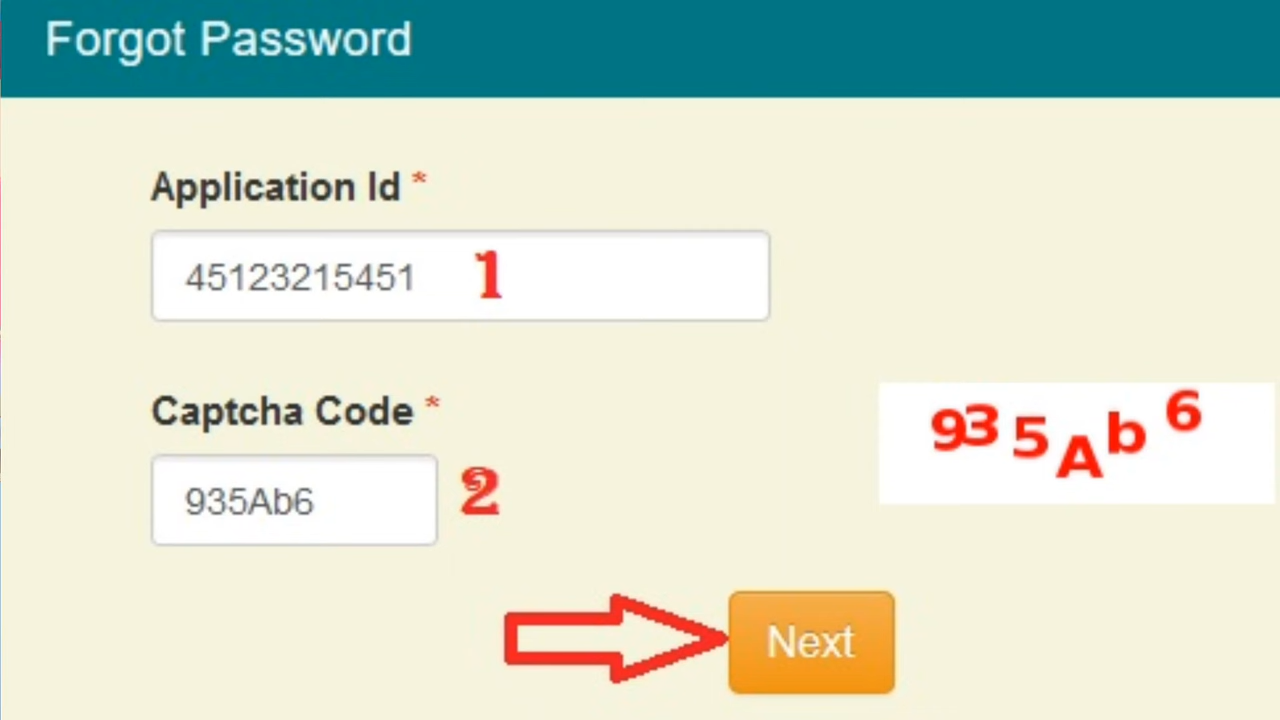 Forgot Password
Application Id *
45123215451 1
Captcha Code *
935Ab6 2
935Ab6
Next